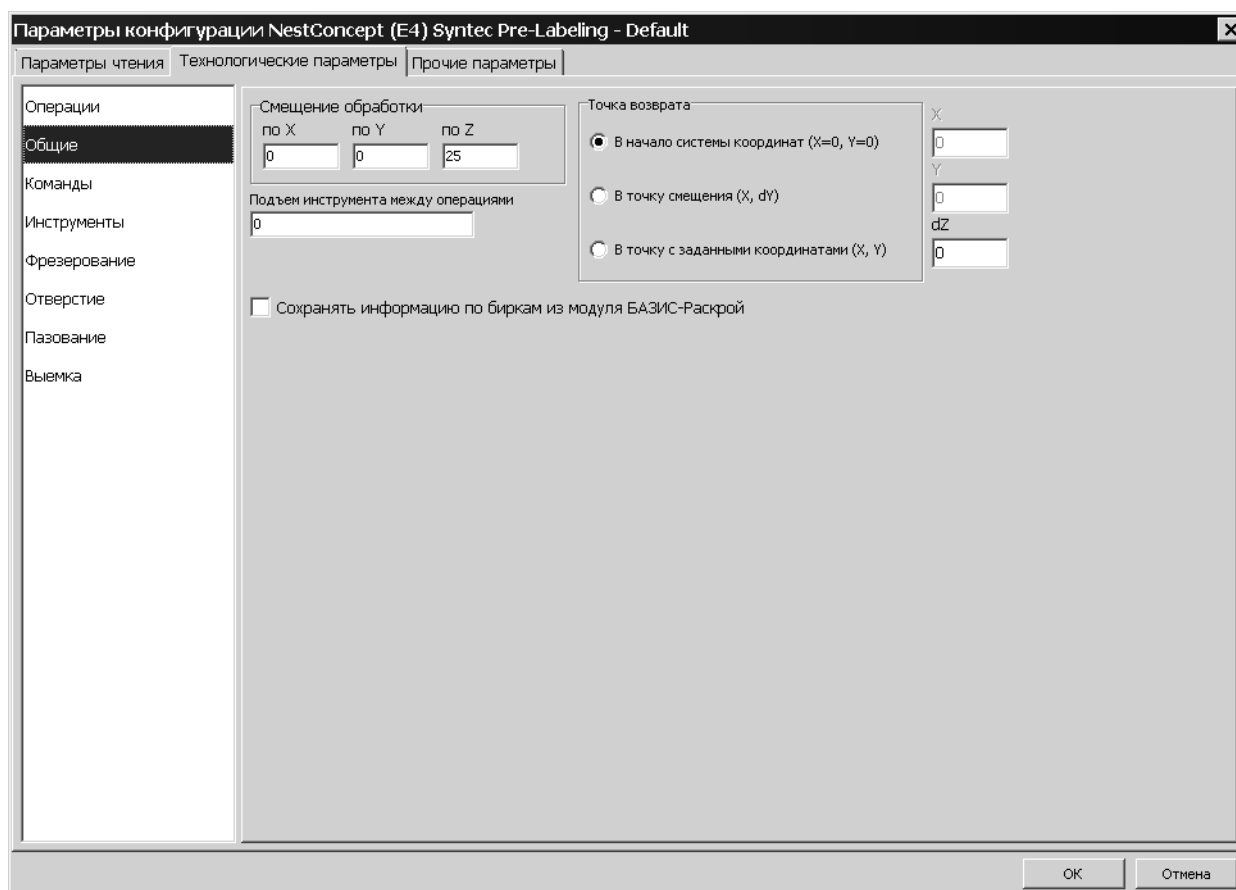 Параметры конфигурации NestConcept (E4) Syntec Pre-Labeling - Default
Параметры чтения Технологические параметры Прочие параметры
Операции
Общие
Команды
Инструменты
Фрезерование
Отверстие
Пазование
Выемка
Смещение обработки
по X по Y по Z
0 0 25
Подъем инструмента между операциями
0
Точка возврата
В начало системы координат (X=0, Y=0)
В точку смещения (X, dY)
В точку с заданными координатами (X, Y)
X
0
Y
0
dZ
0
Сохранять информацию по биркам из модуля БАЗИС-Раскрой
ОК Отмена